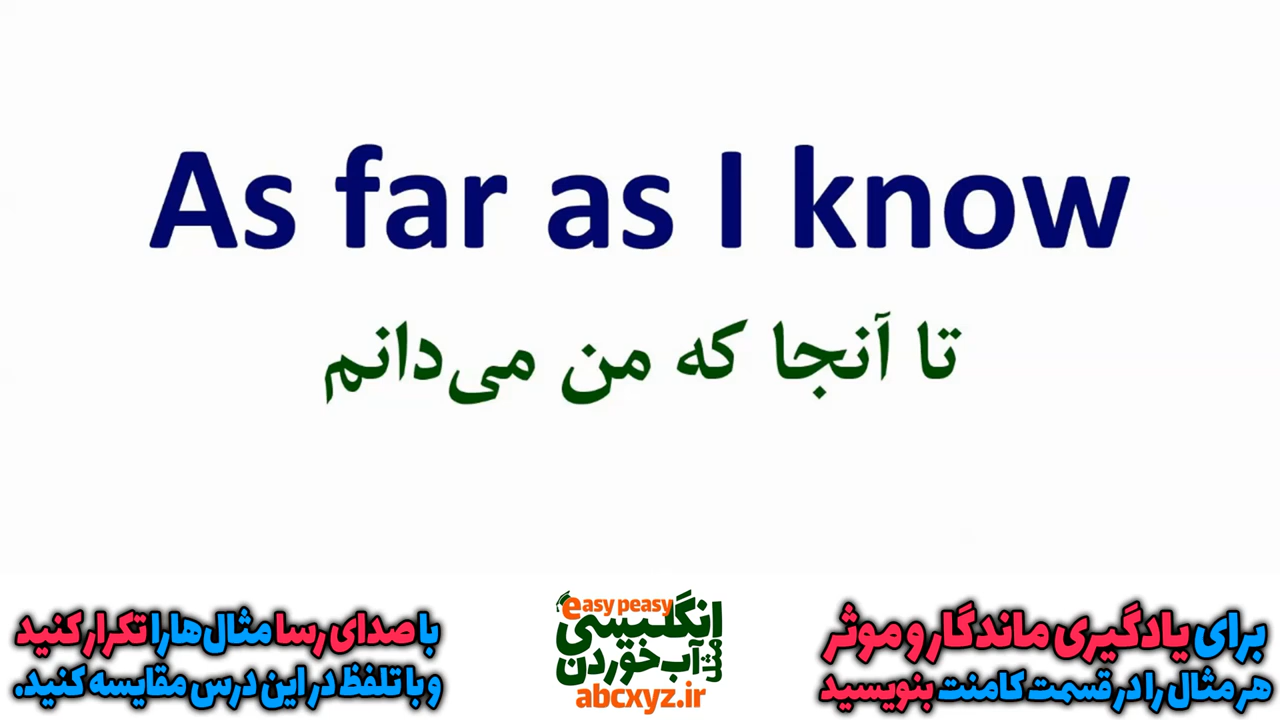 As far as I know
تا آنجا که من می‌دانم
برای یادگیری ماندگار و موثر
هر مثال را در قسمت کامنت بنویسید
easy peasy
انگلیسی
مثل
آب خوردن
abcxyz.ir
با صدای رسا مثال‌ها را تکرار کنید
و با تلفظ در این درس مقایسه کنید.